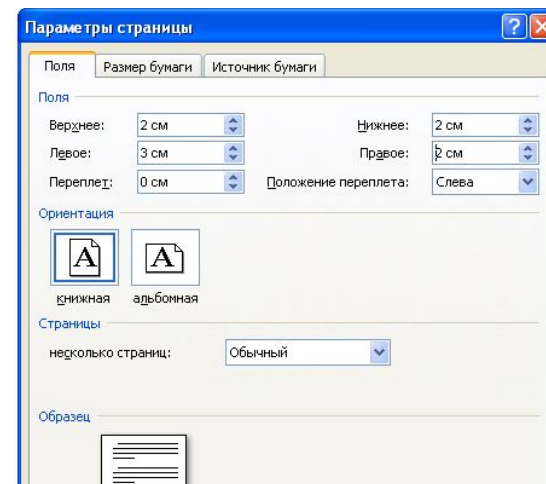 Параметры страницы
Поля Размер бумаги Источник бумаги
Поля
Верхнее: 2 см Нижнее: 2 см
Левое: 3 см Правое: 2 см
Переплет: 0 см Положение переплета: Слева
Ориентация
A A
книжная альбомная
Страницы
несколько страниц: Обычный
Образец